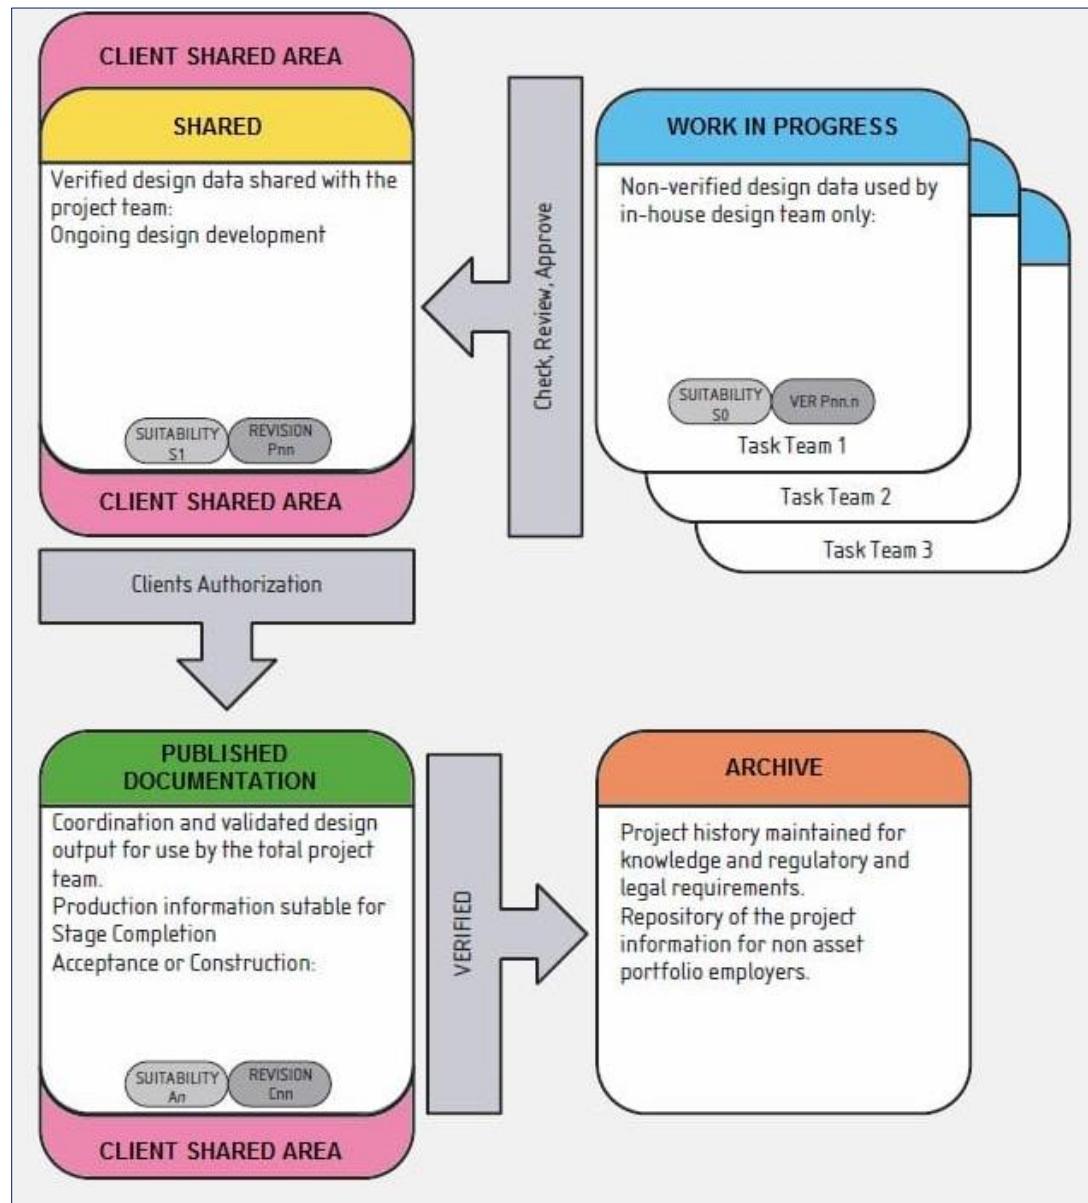 CLIENT SHARED AREA
SHARED
Verified design data shared with the
project team:
Ongoing design development
SUITABILITY
S1
REVISION
Pnn
CLIENT SHARED AREA
Check, Review, Approve
WORK IN PROGRESS
Non-verified design data used by
in-house design team only:
SUITABILITY
S0
VER Pnn.n
Task Team 1
Task Team 2
Task Team 3
Clients Authorization
PUBLISHED
DOCUMENTATION
Coordination and validated design
output for use by the total project
team.
Production information sutable for
Stage Completion
Acceptance or Construction:
SUITABILITY
An
REVISION
Cnn
CLIENT SHARED AREA
VERIFIED
ARCHIVE
Project history maintained for
knowledge and regulatory and
legal requirements.
Repository of the project
information for non asset
portfolio employers.